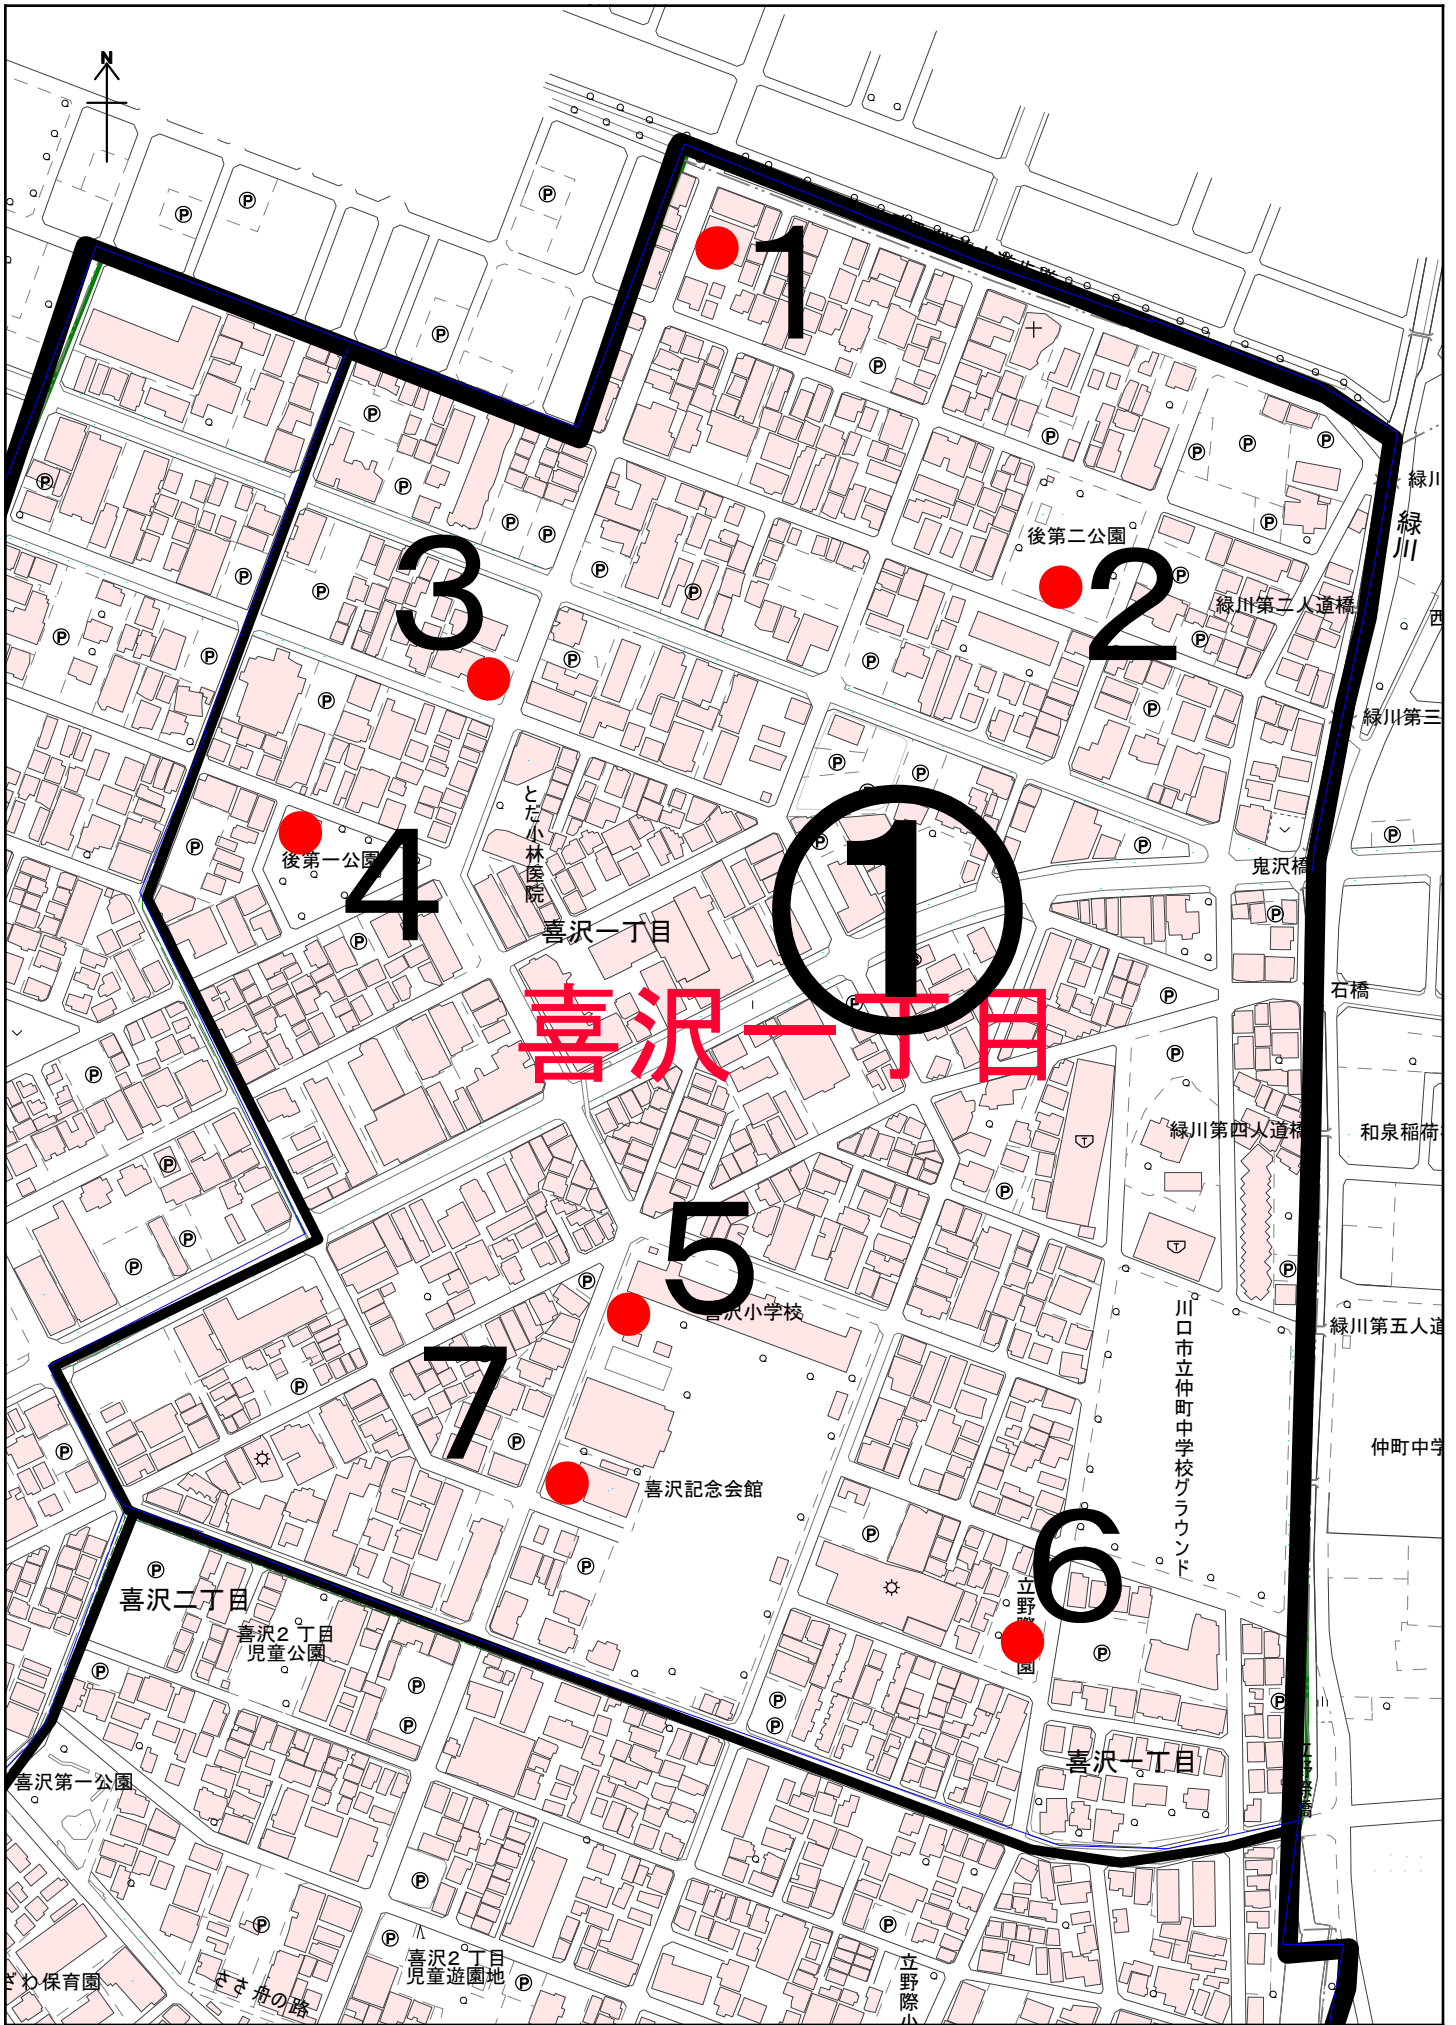 N
1
2
3
4
5
6
7
①
喜沢一丁目
後第二公園
緑川
緑川
緑川第二人道橋
西
緑川第三
とだ小林医院
後第一公園
喜沢一丁目
鬼沢橋
石橋
緑川第四人道橋
和泉稲荷
喜沢小学校
川口市立仲町中学校グラウンド
緑川第五人道
仲町中学
喜沢記念会館
喜沢二丁目
喜沢2 丁目
児童公園
喜沢一丁目
喜沢第一公園
喜沢2 丁目
児童遊園地
ざわ保育園
ささ舟の路
立野際小